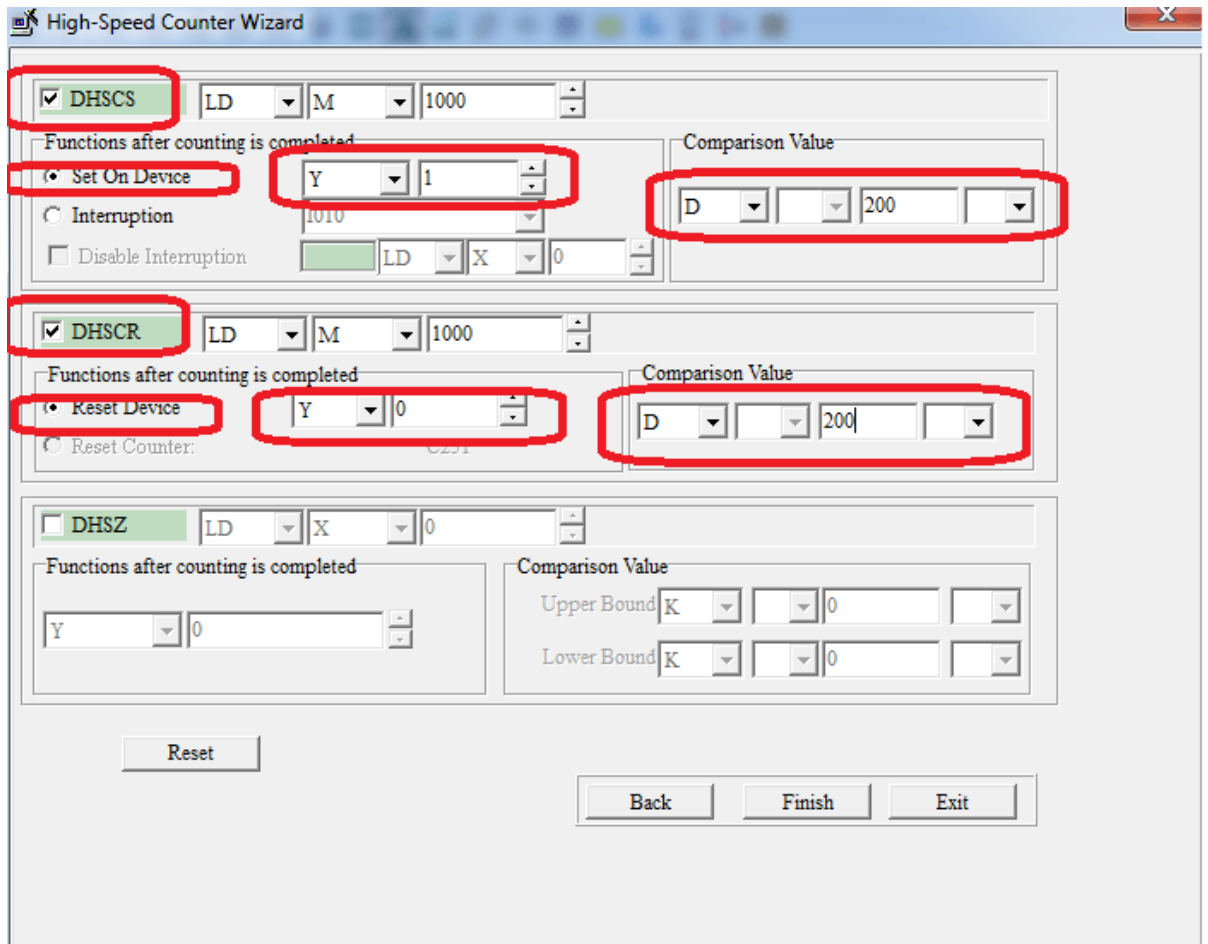 High-Speed Counter Wizard
X
DHSCS LD M 1000
Functions after counting is completed Comparison Value
Set On Device Y 1
D 200
Interruption I010
Disable Interruption LD X 0
DHSCR LD M 1000
Functions after counting is completed Comparison Value
Reset Device Y 0
D 200
Reset Counter: C251
DHSZ LD X 0
Functions after counting is completed Comparison Value
Upper Bound K 0
Y 0
Lower Bound K 0
Reset
Back Finish Exit